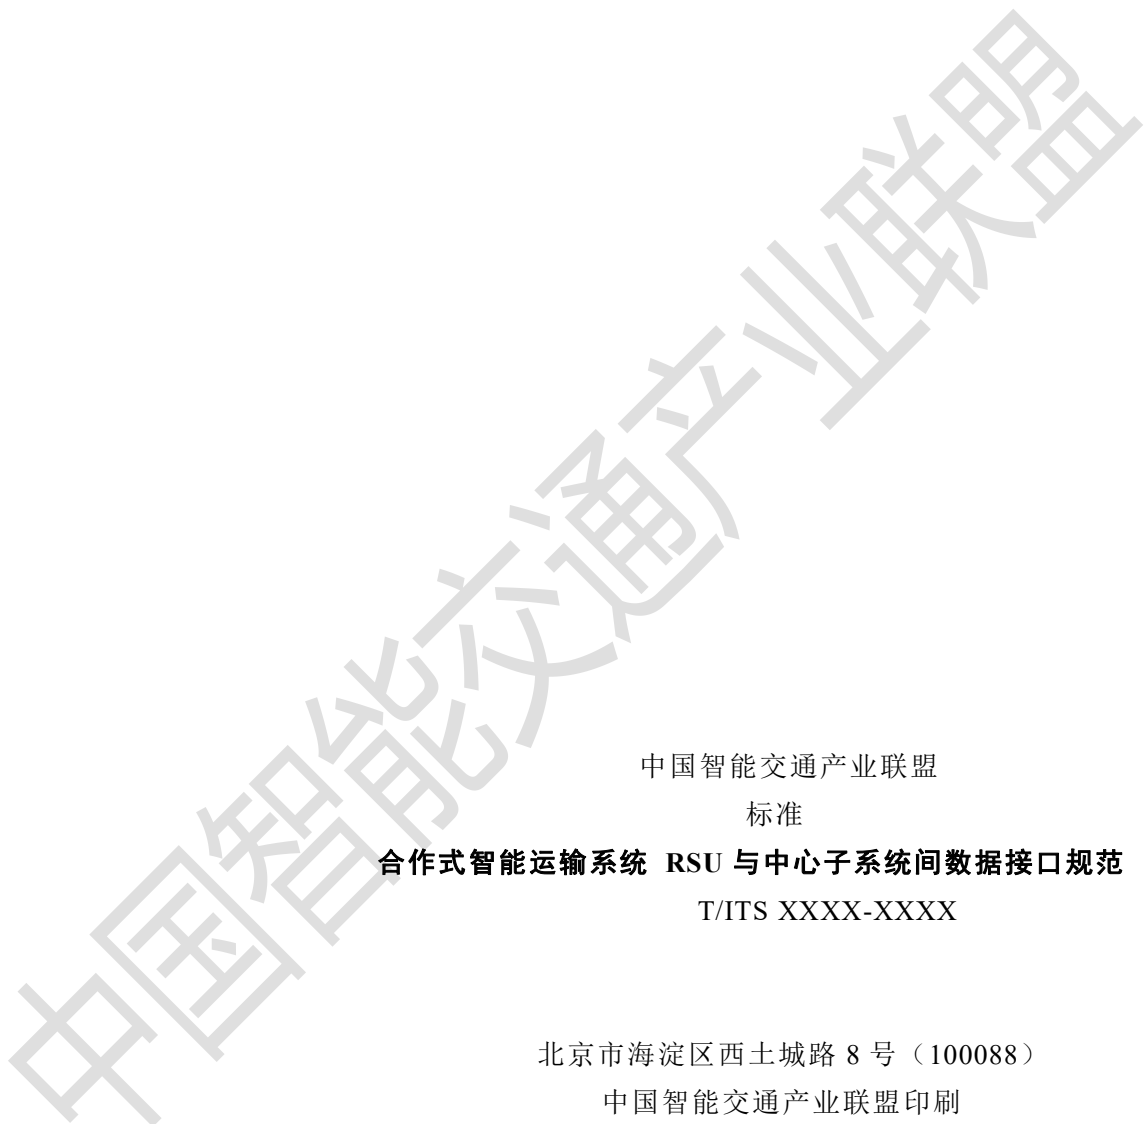 中国智能交通产业联盟
中国智能交通产业联盟
标准
合作式智能运输系统 RSU 与中心子系统间数据接口规范
T/ITS XXXX-XXXX
北京市海淀区西土城路 8 号（100088）
中国智能交通产业联盟印刷